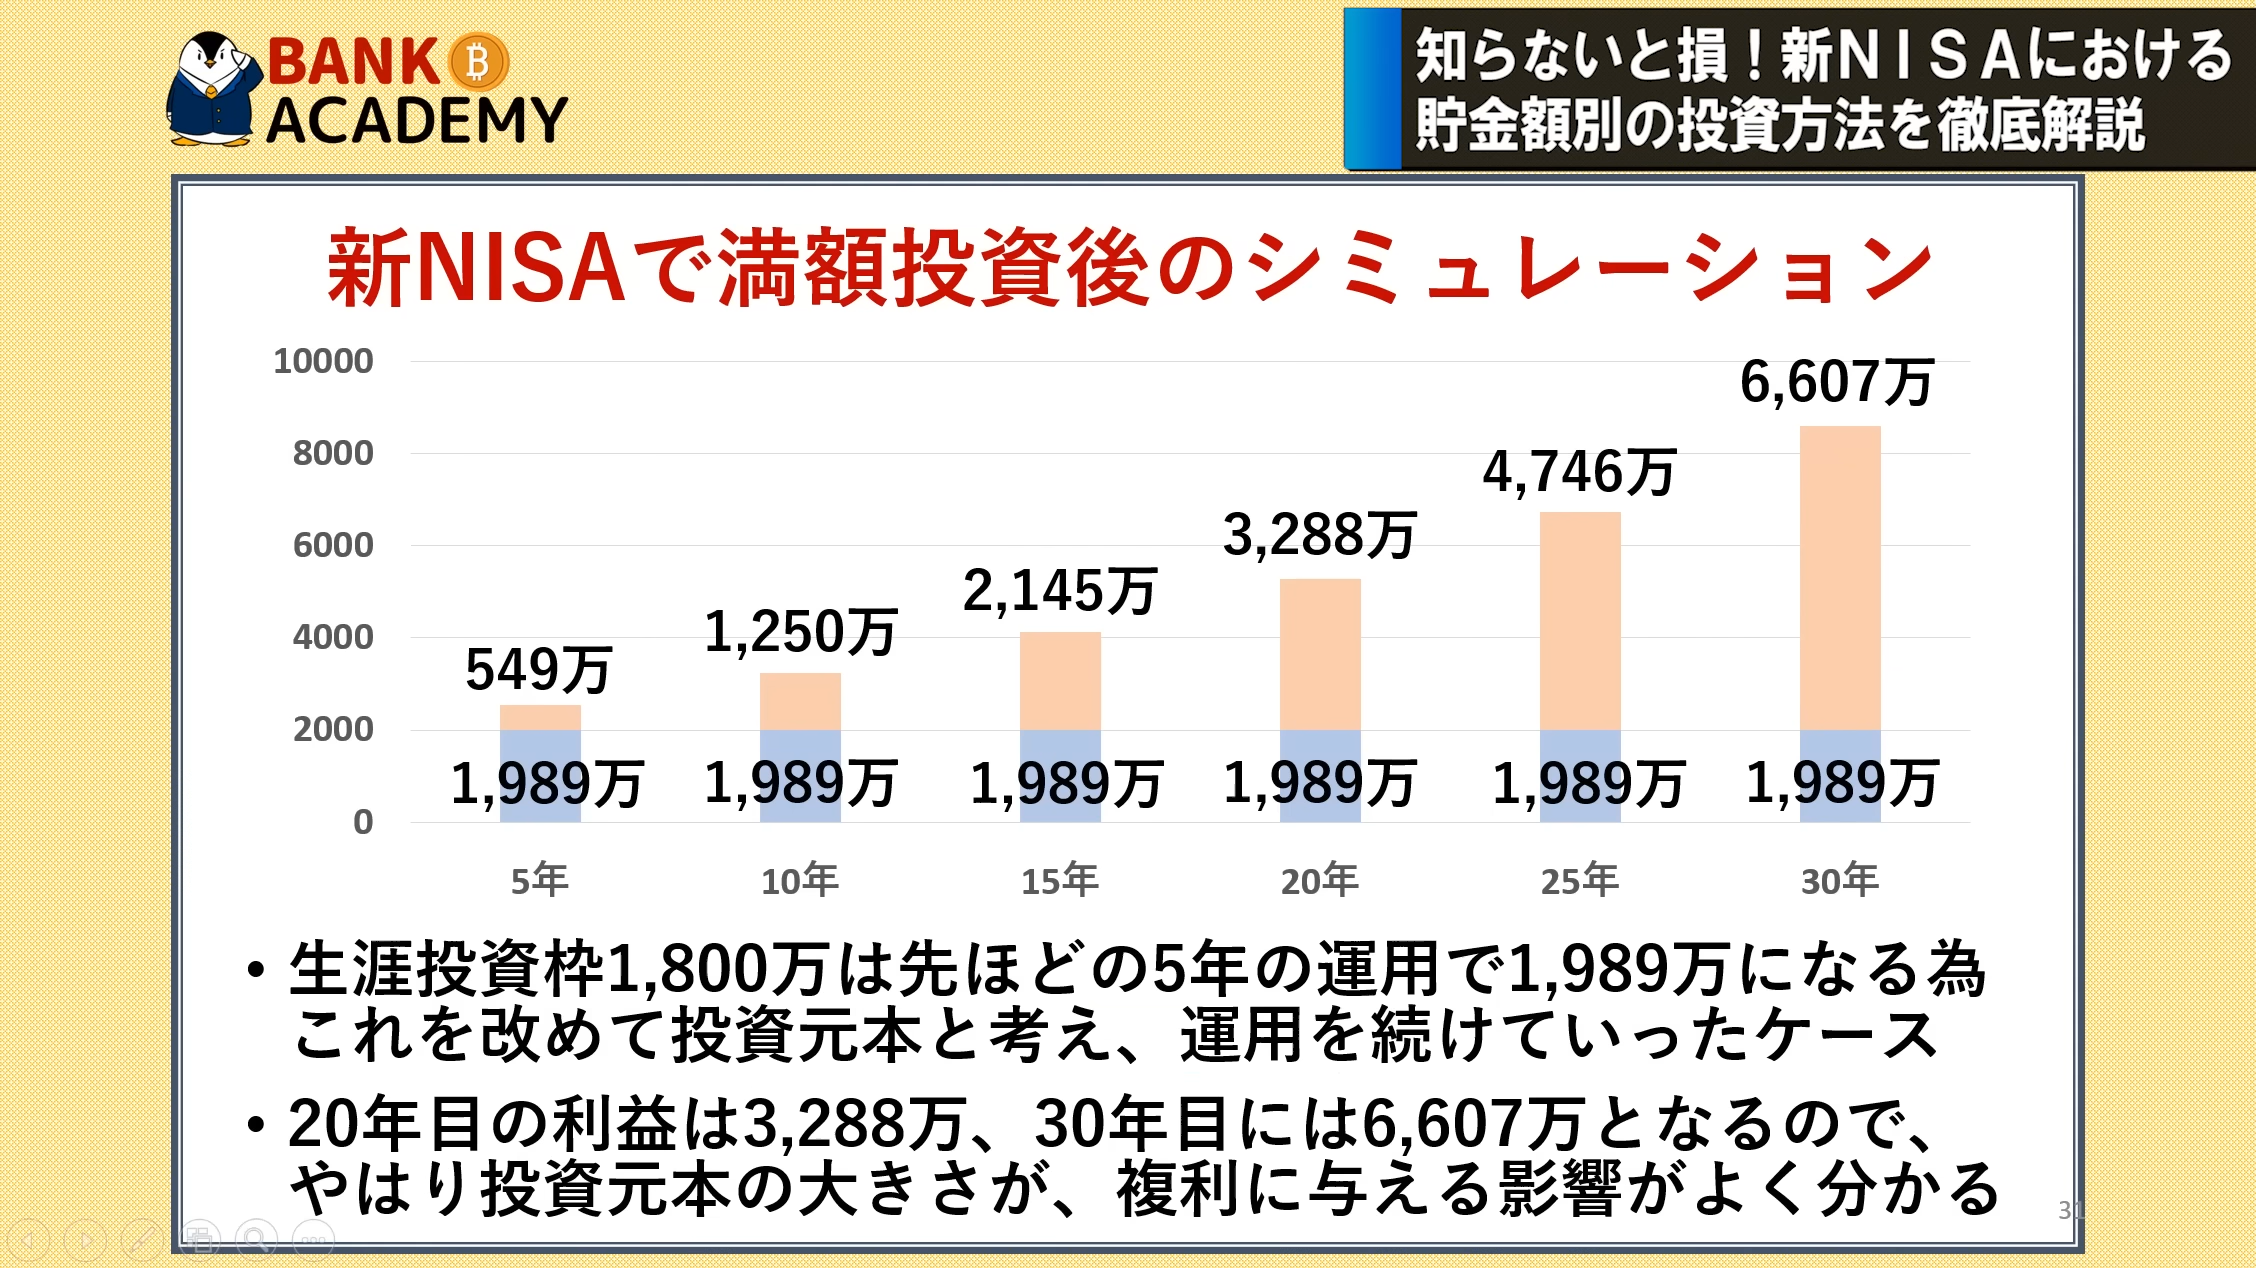 BANK
ACADEMY
知らないと損！新ＮＩＳＡにおける
貯金額別の投資方法を徹底解説
新NISAで満額投資後のシミュレーション
10000
8000
6000
4000
2000
0
549万
1,250万
2,145万
3,288万
4,746万
6,607万
1,989万
1,989万
1,989万
1,989万
1,989万
1,989万
5年
10年
15年
20年
25年
30年
・生涯投資枠1,800万は先ほどの5年の運用で1,989万になる為
これを改めて投資元本と考え、運用を続けていったケース
・20年目の利益は3,288万、30年目には6,607万となるので、
やはり投資元本の大きさが、複利に与える影響がよく分かる
31